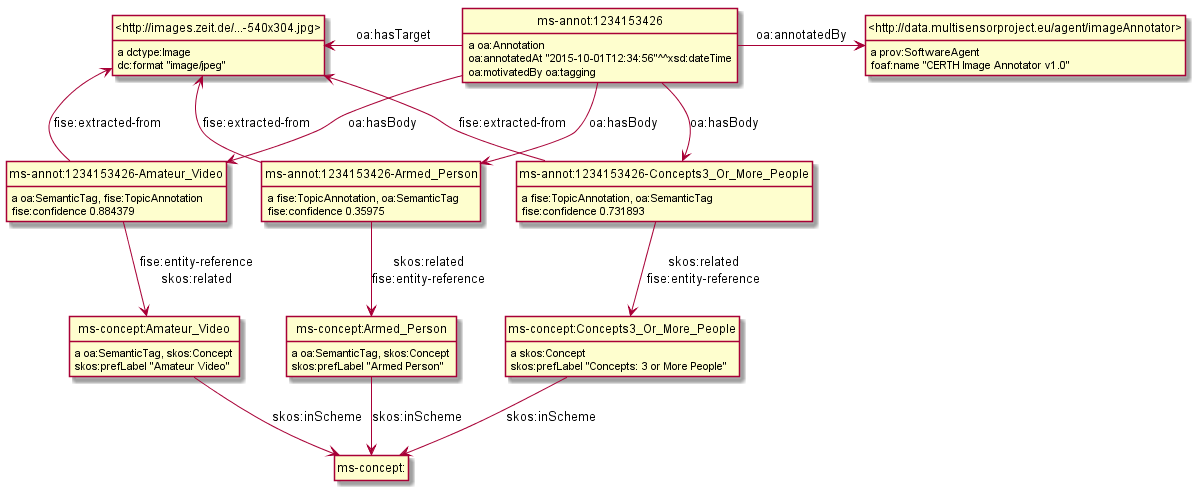 <http://images.zeit.de/...-540x304.jpg>
a dctype:Image
dc:format "image/jpeg"
oa:hasTarget
ms-annot:1234153426
a oa:Annotation
oa:annotatedAt "2015-10-01T12:34:56"^^xsd:dateTime
oa:motivatedBy oa:tagging
oa:annotatedBy
<http://data.multisensorproject.eu/agent/imageAnnotator>
a prov:SoftwareAgent
foaf:name "CERTH Image Annotator v1.0"
fise:extracted-from
fise:extracted-from
oa:hasBody
fise:extracted-from
oa:hasBody
oa:hasBody
ms-annot:1234153426-Amateur_Video
a oa:SemanticTag, fise:TopicAnnotation
fise:confidence 0.884379
ms-annot:1234153426-Armed_Person
a fise:TopicAnnotation, oa:SemanticTag
fise:confidence 0.35975
ms-annot:1234153426-Concepts3_Or_More_People
a fise:TopicAnnotation, oa:SemanticTag
fise:confidence 0.731893
fise:entity-reference
skos:related
skos:related
fise:entity-reference
skos:related
fise:entity-reference
ms-concept:Amateur_Video
a oa:SemanticTag, skos:Concept
skos:prefLabel "Amateur Video"
ms-concept:Armed_Person
a oa:SemanticTag, skos:Concept
skos:prefLabel "Armed Person"
ms-concept:Concepts3_Or_More_People
a skos:Concept
skos:prefLabel "Concepts: 3 or More People"
skos:inScheme
skos:inScheme
skos:inScheme
ms-concept: